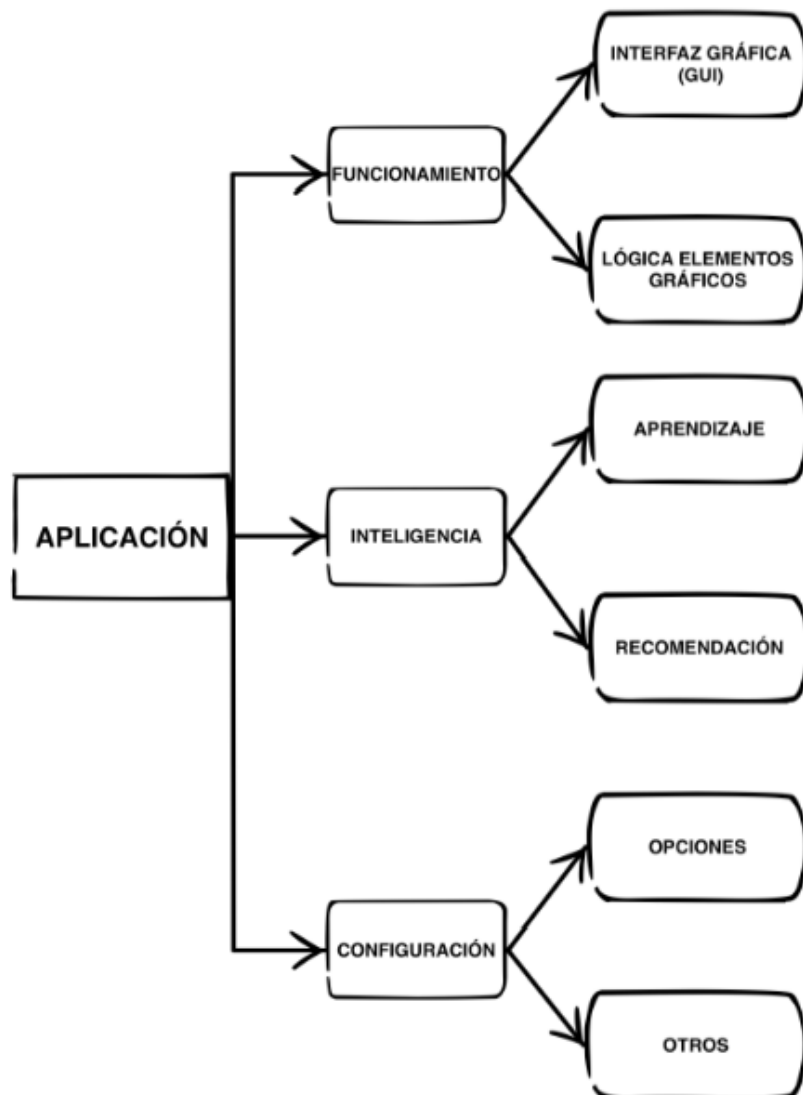 INTERFAZ GRÁFICA
(GUI)
FUNCIONAMIENTO
LÓGICA ELEMENTOS
GRÁFICOS
APRENDIZAJE
APLICACIÓN
INTELIGENCIA
RECOMENDACIÓN
OPCIONES
CONFIGURACIÓN
OTROS